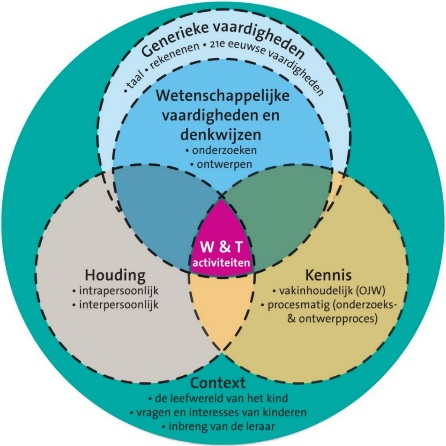 Generieke vaardigheden
• taal • rekenenen • 21e eeuwse vaardigheden
Wetenschappelijke
vaardigheden en
denkwijzen
• onderzoeken
• ontwerpen
W & T
activiteiten
Houding
• intrapersoonlijk
• interpersoonlijk
Kennis
• vakinhoudelijk (OJW)
• procesmatig (onderzoeks-
& ontwerpproces)
Context
• de leefwereld van het kind
• vragen en interesses van kinderen
• inbreng van de leraar